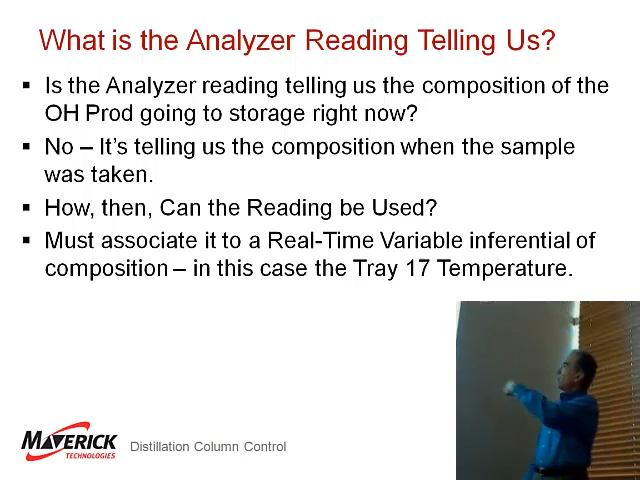 What is the Analyzer Reading Telling Us?
Is the Analyzer reading telling us the composition of the
OH Prod going to storage right now?
No – It's telling us the composition when the sample
was taken.
How, then, Can the Reading be Used?
Must associate it to a Real-Time Variable inferential of
composition – in this case the Tray 17 Temperature.
MAVERICK
TECHNOLOGIES
Distillation Column Control